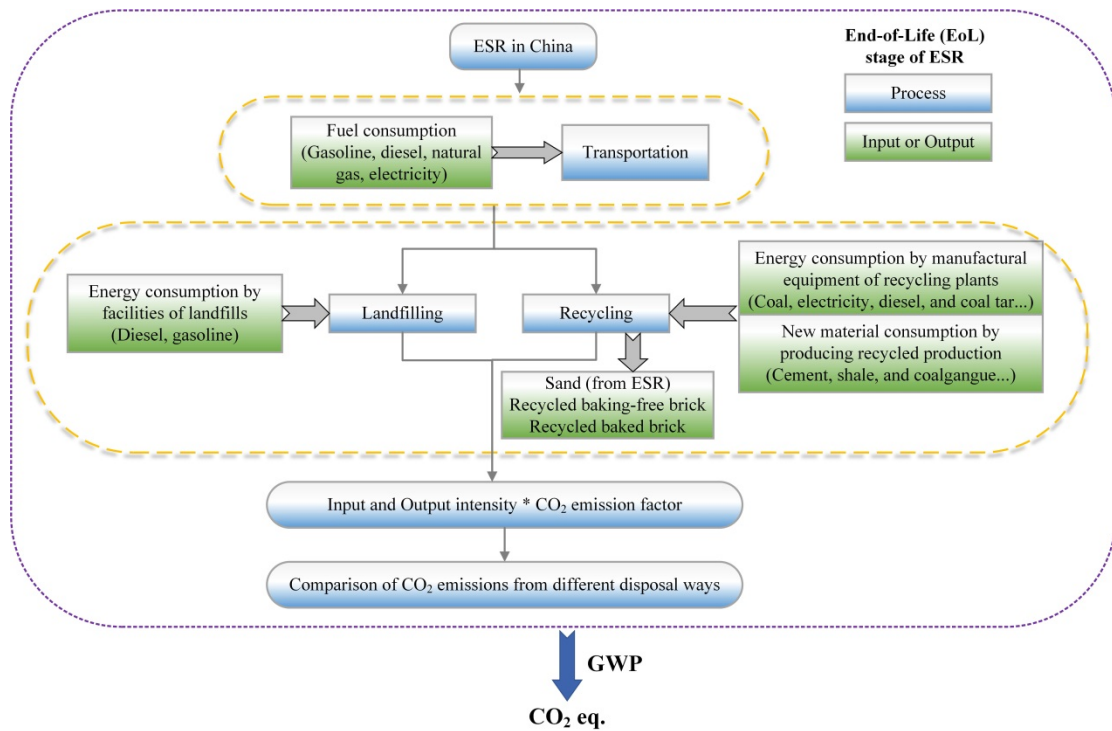 ESR in China
End-of-Life (EoL)
stage of ESR
Process
Input or Output
Fuel consumption
(Gasoline, diesel, natural
gas, electricity)
Transportation
Energy consumption by
facilities of landfills
(Diesel, gasoline)
Landfilling
Recycling
Energy consumption by manufactural
equipment of recycling plants
(Coal, electricity, diesel, and coal tar...)
New material consumption by
producing recycled production
(Cement, shale, and coalgangue...)
Sand (from ESR)
Recycled baking-free brick
Recycled baked brick
Input and Output intensity * CO₂ emission factor
Comparison of CO₂ emissions from different disposal ways
GWP
CO₂ eq.